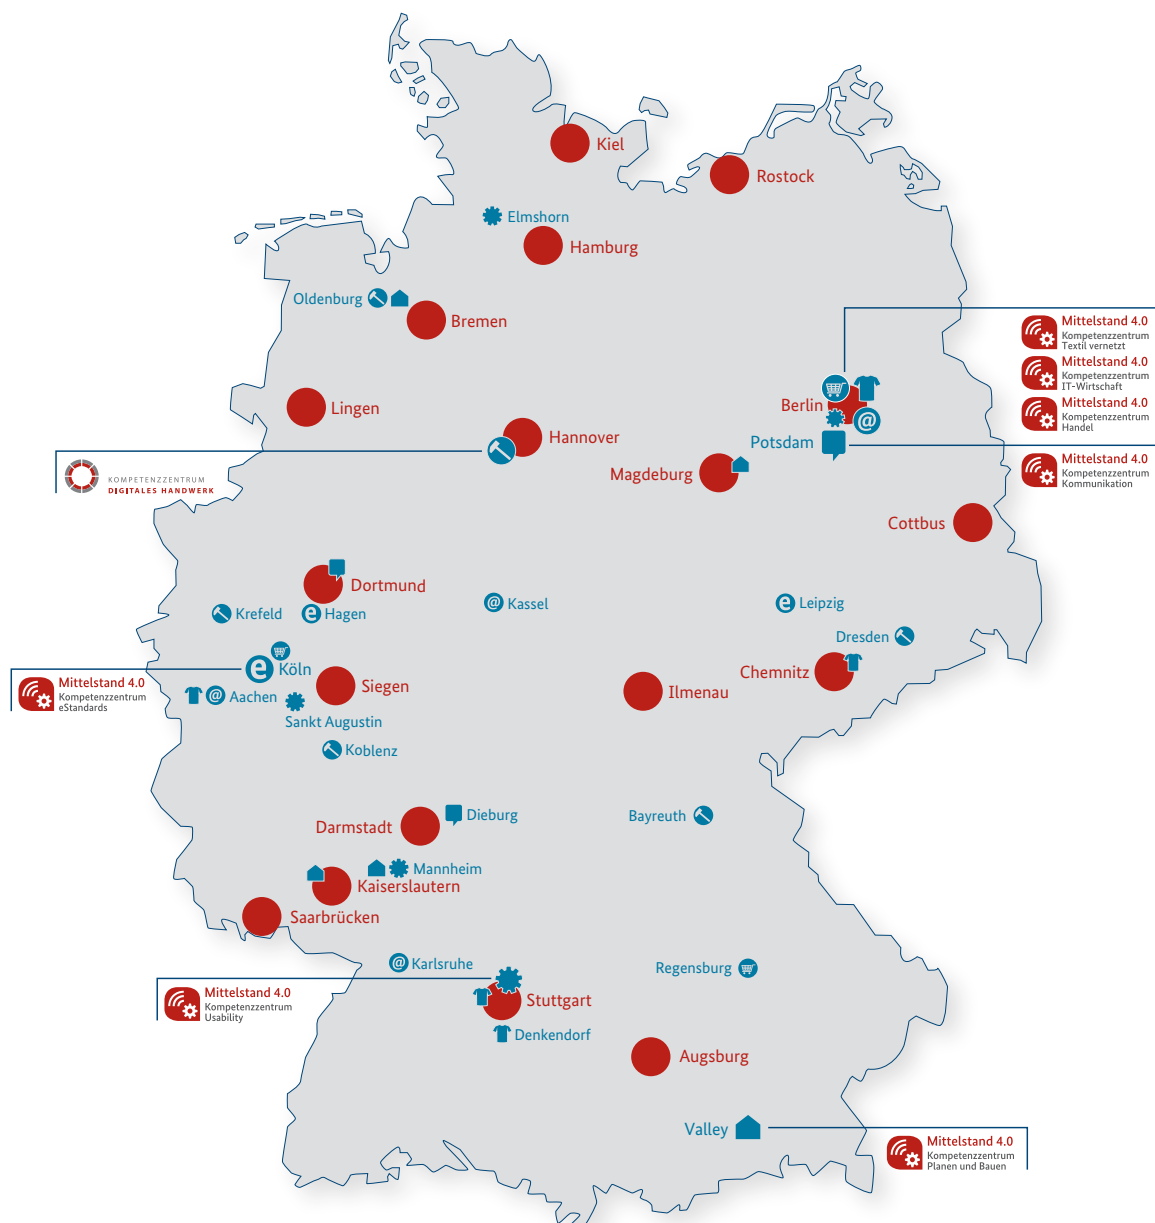 Kiel
Rostock
Elmshorn
Hamburg
Oldenburg
Bremen
Mittelstand 4.0
Kompetenzzentrum
Textil vernetzt
Mittelstand 4.0
Kompetenzzentrum
IT-Wirtschaft
Mittelstand 4.0
Kompetenzzentrum
Handel
Lingen
Berlin
@
Hannover
Potsdam
Magdeburg
Mittelstand 4.0
Kompetenzzentrum
Kommunikation
KOMPETENZZENTRUM
DIGITALES HANDWERK
Cottbus
Dortmund
Krefeld
e Hagen
@ Kassel
e Leipzig
Dresden
e Köln
Chemnitz
Mittelstand 4.0
Kompetenzzentrum
eStandards
@ Aachen
Siegen
Ilmenau
Sankt Augustin
Koblenz
Dieburg
Bayreuth
Darmstadt
Mannheim
Kaiserslautern
Saarbrücken
@ Karlsruhe
Regensburg
Mittelstand 4.0
Kompetenzzentrum
Usability
Stuttgart
Denkendorf
Augsburg
Valley
Mittelstand 4.0
Kompetenzzentrum
Planen und Bauen